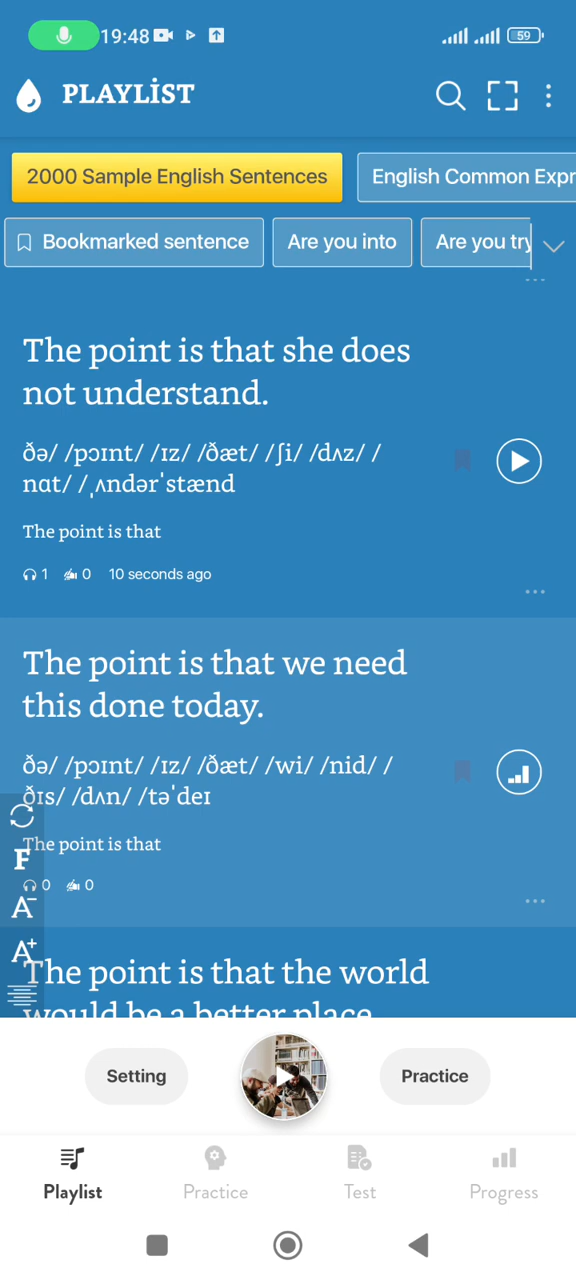 19:48
59
PLAYLİST
2000 Sample English Sentences
English Common Expr
Bookmarked sentence
Are you into
Are you try
The point is that she does
not understand.
ðə/ /pɔɪnt/ /ɪz/ /ðæt/ /ʃi/ /dʌz/ /
nɑt/ /ˌʌndərˈstænd
The point is that
1
0
10 seconds ago
The point is that we need
this done today.
ðə/ /pɔɪnt/ /ɪz/ /ðæt/ /wi/ /nid/ /
ðɪs/ /dʌn/ /təˈdeɪ
The point is that
0
0
F
A-
A+
The point is that the world
would be a better place
Setting
Practice
Playlist
Practice
Test
Progress